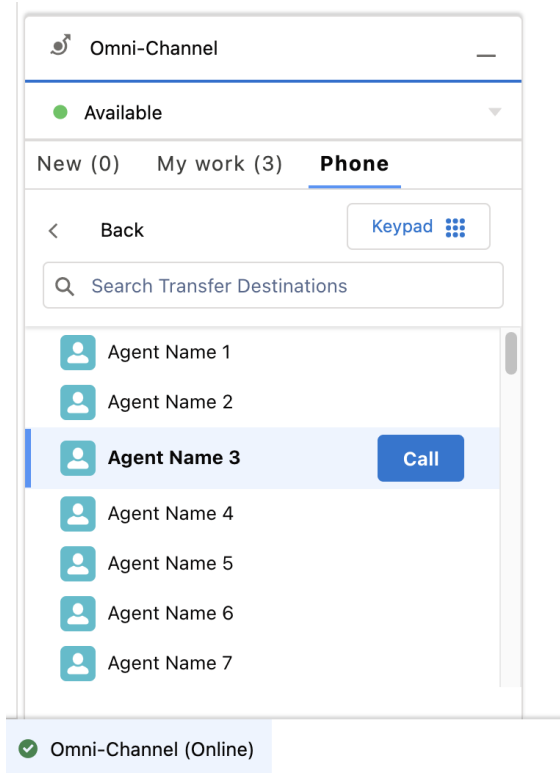 Omni-Channel
Available
New (0) My work (3) Phone
Back Keypad
Search Transfer Destinations
Agent Name 1
Agent Name 2
Agent Name 3 Call
Agent Name 4
Agent Name 5
Agent Name 6
Agent Name 7
Omni-Channel (Online)